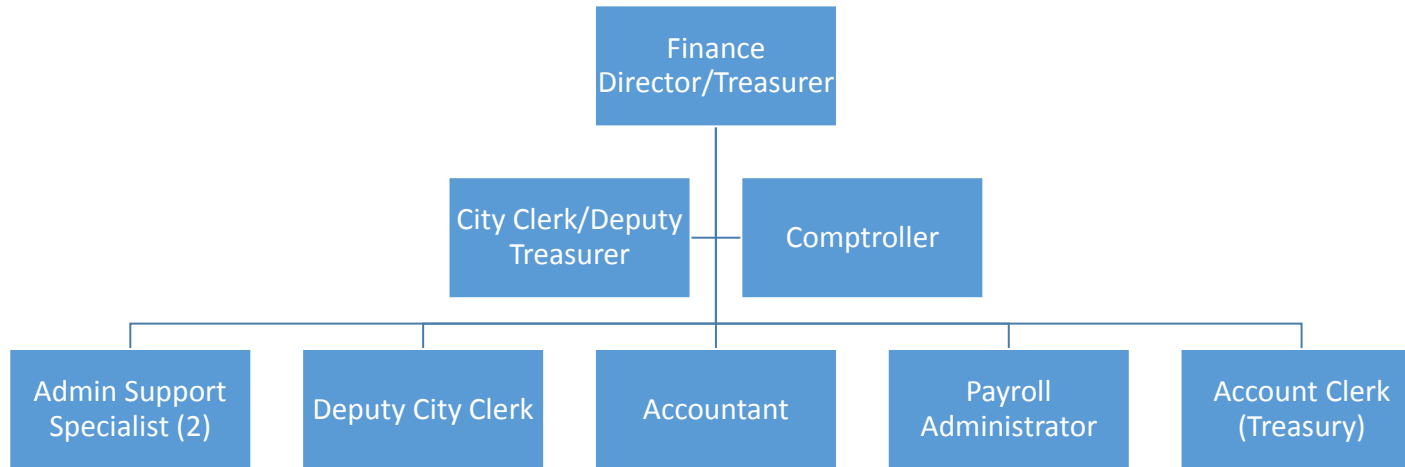 Finance
Director/Treasurer
City Clerk/Deputy
Treasurer
Comptroller
Admin Support
Specialist (2)
Deputy City Clerk
Accountant
Payroll
Administrator
Account Clerk
(Treasury)